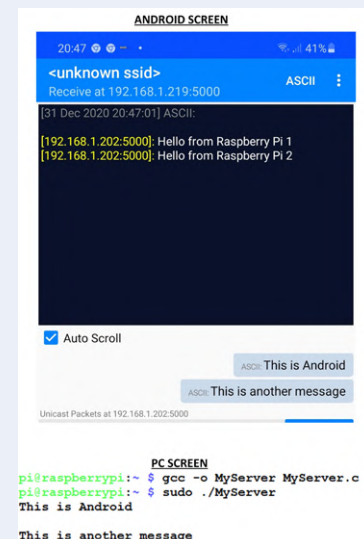 ANDROID SCREEN
20:47
41%
<unknown ssid>
Receive at 192.168.1.219:5000
ASCII
[31 Dec 2020 20:47:01] ASCII:
[192.168.1.202:5000]: Hello from Raspberry Pi 1
[192.168.1.202:5000]: Hello from Raspberry Pi 2
Auto Scroll
ASCII: This is Android
ASCII: This is another message
Unicast Packets at 192.168.1.202:5000
PC SCREEN
pi@raspberrypi:~ $ gcc -o MyServer MyServer.c
pi@raspberrypi:~ $ sudo ./MyServer
This is Android
This is another message